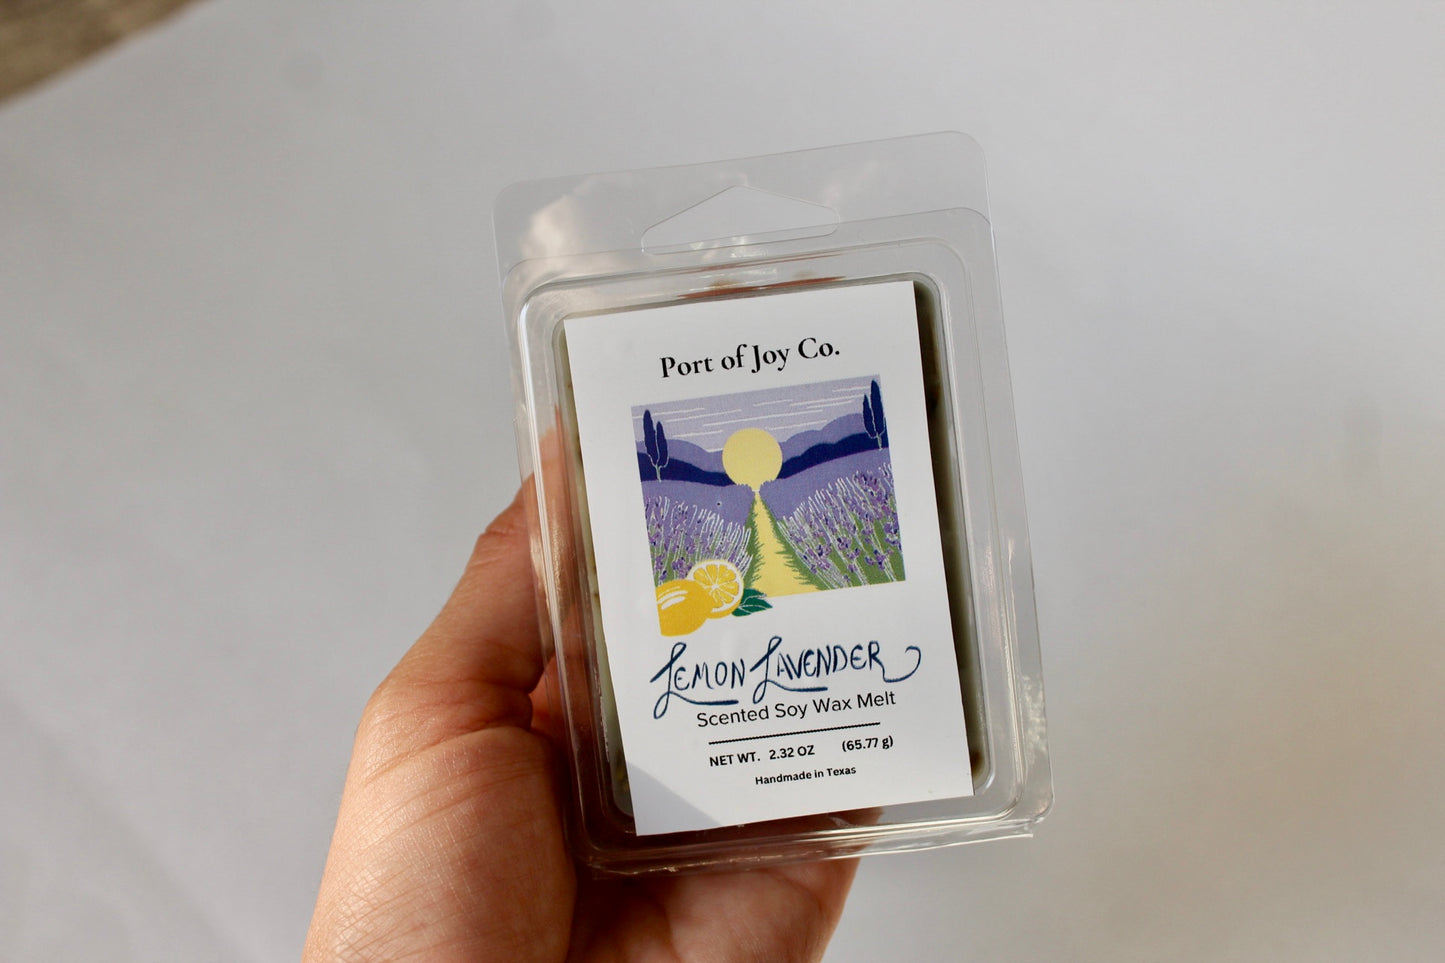 Port of Joy Co.
LEMON LAVENDER
Scented Soy Wax Melt
NET WT. 2.32 OZ (65.77 g)
Handmade in Texas